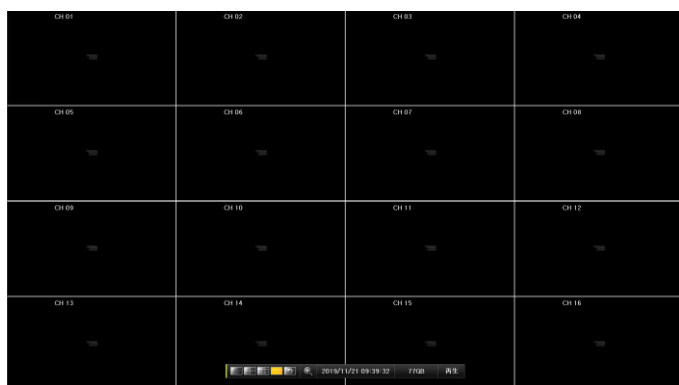 CH 01
CH 02
CH 03
CH 04
CH 05
CH 06
CH 07
CH 08
CH 09
CH 10
CH 11
CH 12
CH 13
CH 14
CH 15
CH 16
2019/11/21 09:39:32 77GB 再生